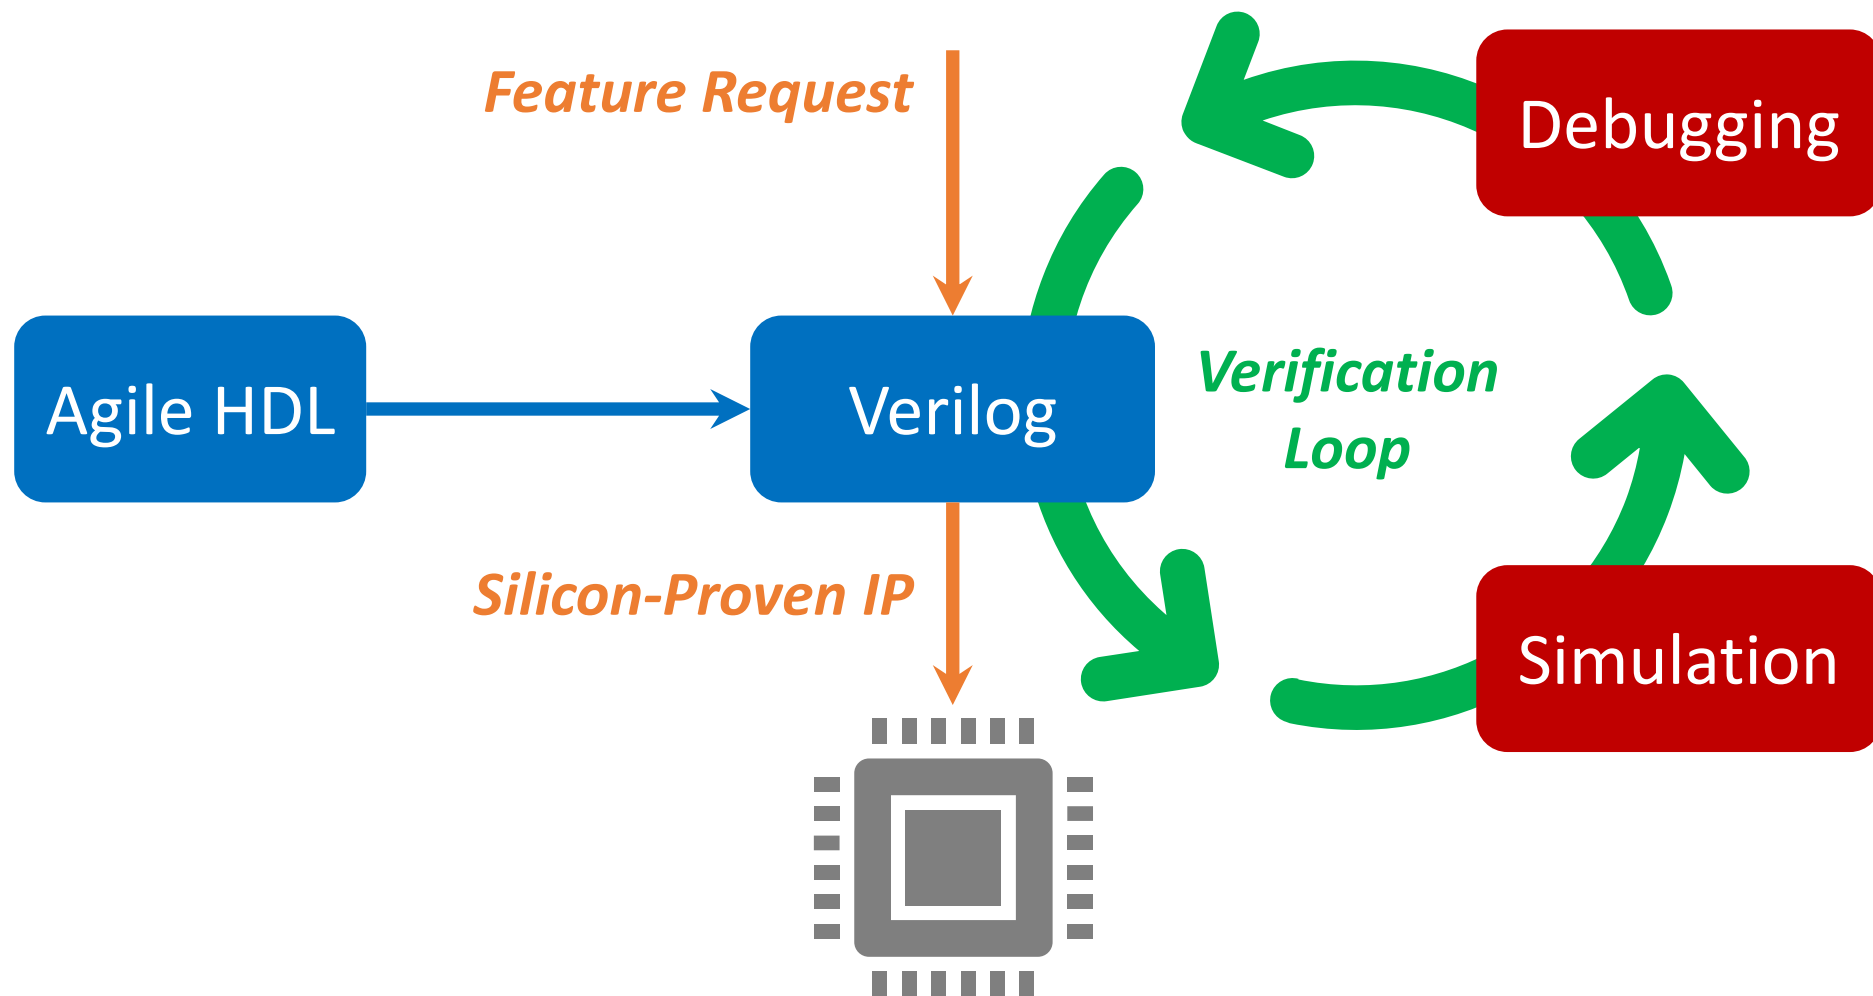 Feature Request
Debugging
Agile HDL
Verilog
Verification
Loop
Silicon-Proven IP
Simulation